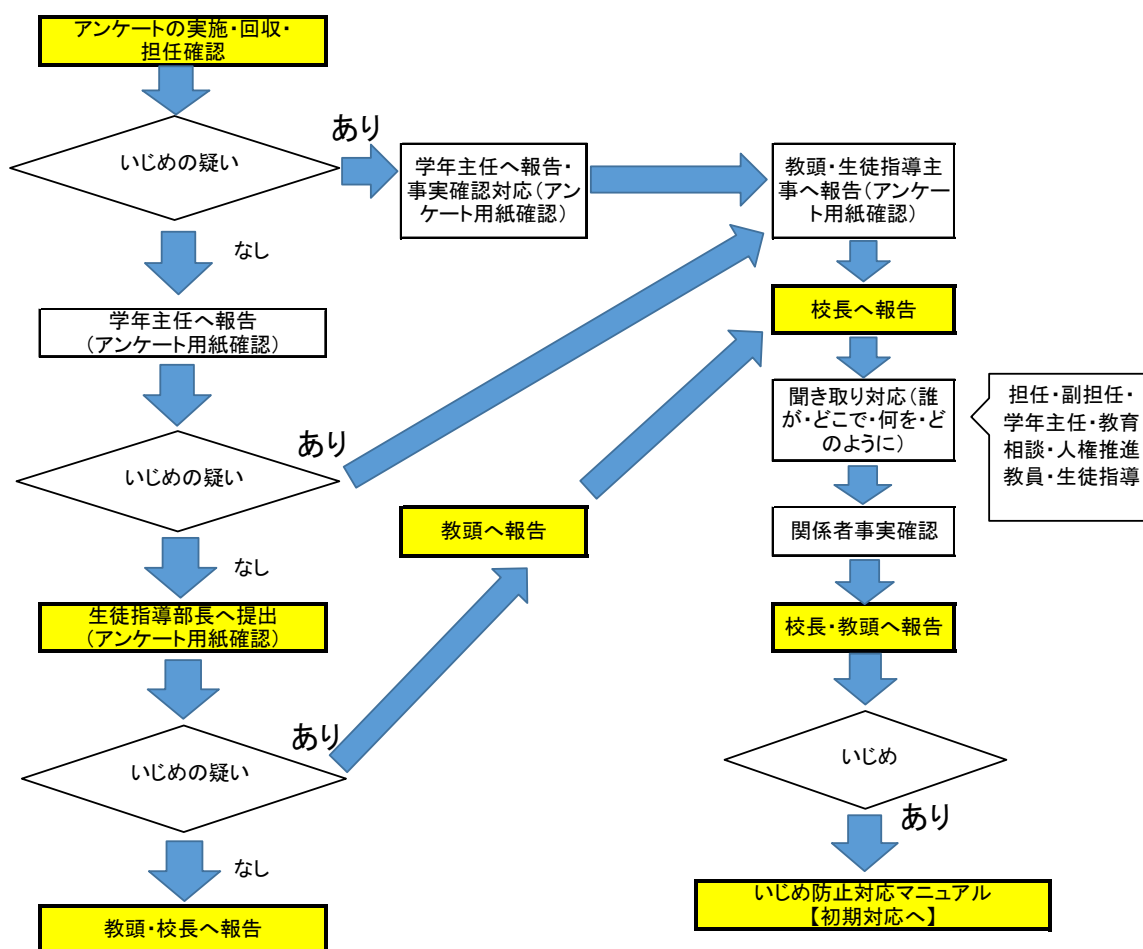 アンケートの実施・回収・
担任確認
いじめの疑い
あり
学年主任へ報告・
事実確認対応(アン
ケート用紙確認)
教頭・生徒指導主
事へ報告(アンケー
ト用紙確認)
なし
学年主任へ報告
(アンケート用紙確認)
校長へ報告
いじめの疑い
あり
聞き取り対応(誰
が・どこで・何を・ど
のように)
担任・副担任・
学年主任・教育
相談・人権推進
教員・生徒指導
教頭へ報告
関係者事実確認
なし
生徒指導部長へ提出
(アンケート用紙確認)
校長・教頭へ報告
いじめの疑い
あり
いじめ
あり
なし
教頭・校長へ報告
いじめ防止対応マニュアル
【初期対応へ】